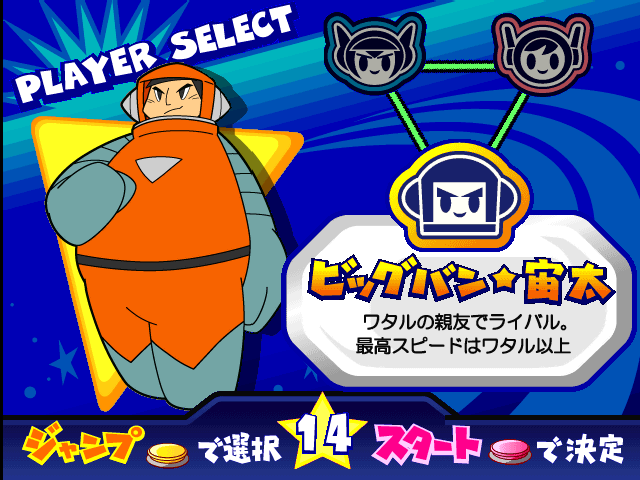 PLAYER SELECT
ビッグバン★宙太
ワタルの親友でライバル。
最高スピードはワタル以上
ジャンプ で選択 14 スタート で決定